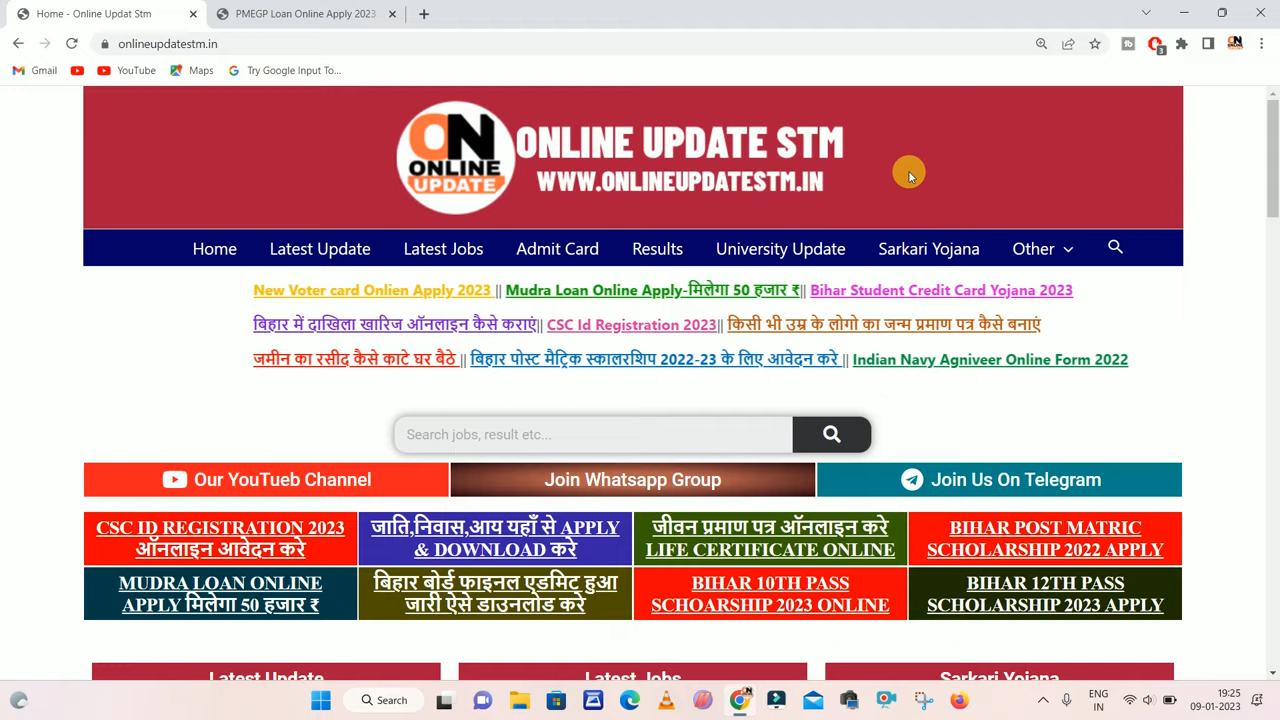 Home - Online Updat Stm
PMEGP Loan Online Apply 2023
onlineupdatestm.in
3
ON
Gmail
YouTube
Maps
Try Google Input To...
ON
ONLINE
UPDATE
ONLINE UPDATE STM
WWW.ONLINEUPDATESTM.IN
Home Latest Update Latest Jobs Admit Card Results University Update Sarkari Yojana Other
New Voter card Onlien Apply 2023 || Mudra Loan Online Apply-मिलेगा 50 हजार ₹|| Bihar Student Credit Card Yojana 2023
बिहार में दाखिला खारिज ऑनलाइन कैसे कराएं|| CSC Id Registration 2023|| किसी भी उम्र के लोगो का जन्म प्रमाण पत्र कैसे बनाएं
जमीन का रसीद कैसे काटे घर बैठे || बिहार पोस्ट मैट्रिक स्कालरशिप 2022-23 के लिए आवेदन करे || Indian Navy Agniveer Online Form 2022
Search jobs, result etc...
Our YouTueb Channel
Join Whatsapp Group
Join Us On Telegram
CSC ID REGISTRATION 2023
ऑनलाइन आवेदन करे
जाति,निवास,आय यहाँ से APPLY
& DOWNLOAD करे
जीवन प्रमाण पत्र ऑनलाइन करे
LIFE CERTIFICATE ONLINE
BIHAR POST MATRIC
SCHOLARSHIP 2022 APPLY
MUDRA LOAN ONLINE
APPLY मिलेगा 50 हजार ₹
बिहार बोर्ड फाइनल एडमिट हुआ
जारी ऐसे डाउनलोड करे
BIHAR 10TH PASS
SCHOARSHIP 2023 ONLINE
BIHAR 12TH PASS
SCHOLARSHIP 2023 APPLY
Latest Update
Latest Jobs
Sarkari Yojana
Search
ENG
IN
19:25
09-01-2023